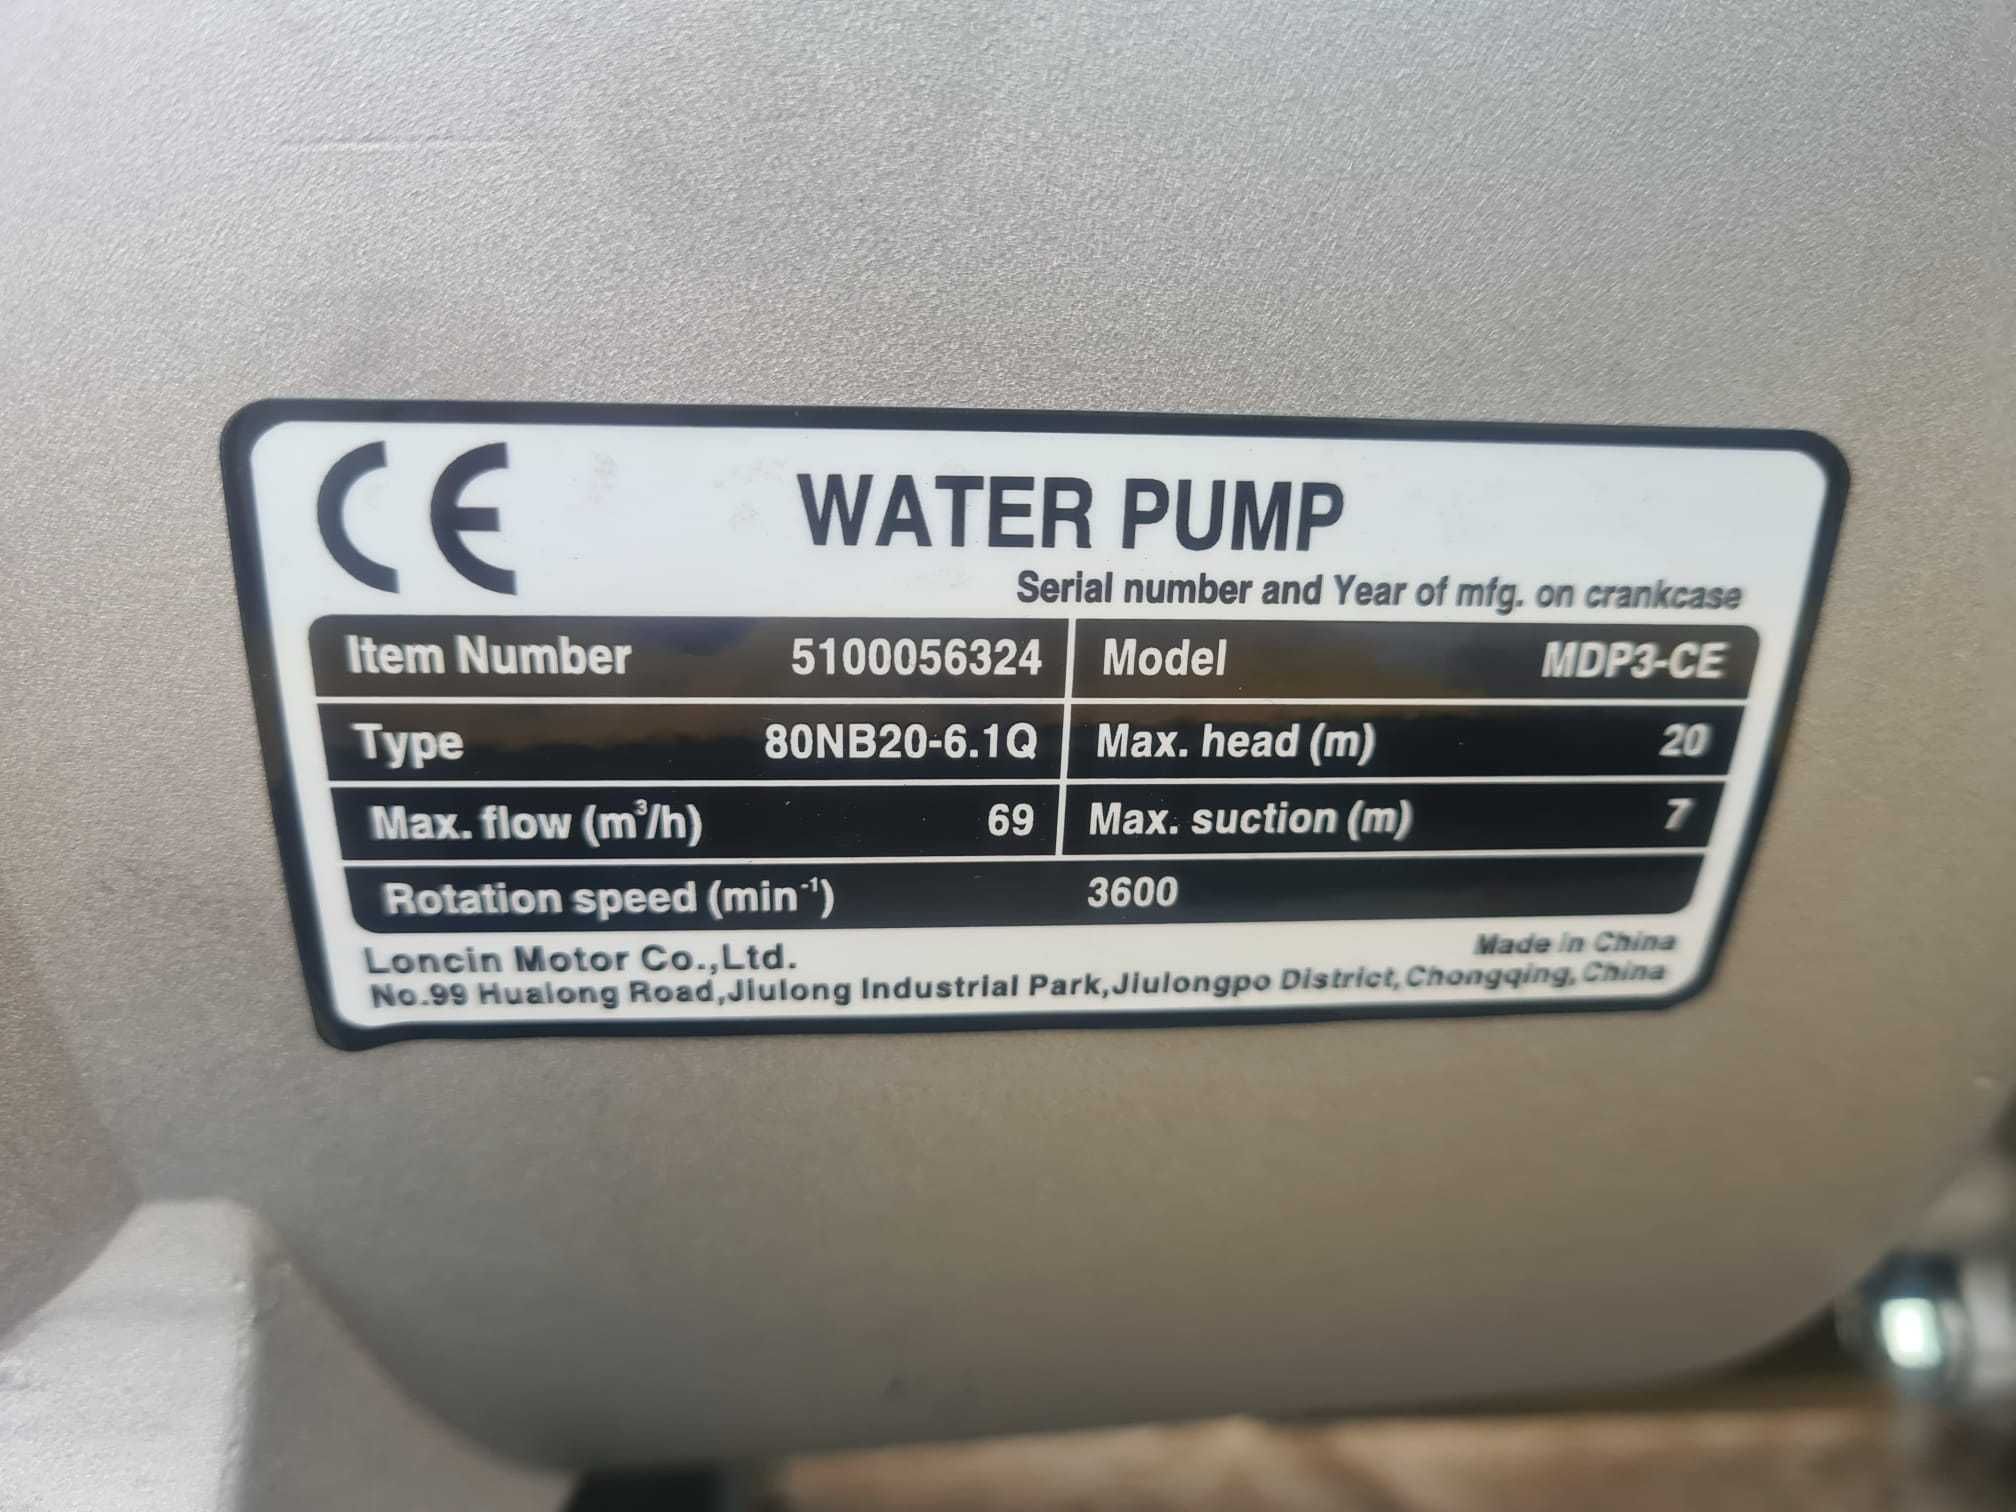 CE WATER PUMP
Serial number and Year of mfg. on crankcase
Item Number 5100056324 Model MDP3-CE
Type 80NB20-6.1Q Max. head (m) 20
Max. flow (m³/h) 69 Max. suction (m) 7
Rotation speed (min⁻¹) 3600
Loncin Motor Co.,Ltd. Made in China
No.99 Hualong Road,Jiulong Industrial Park,Jiulongpo District,Chongqing,China